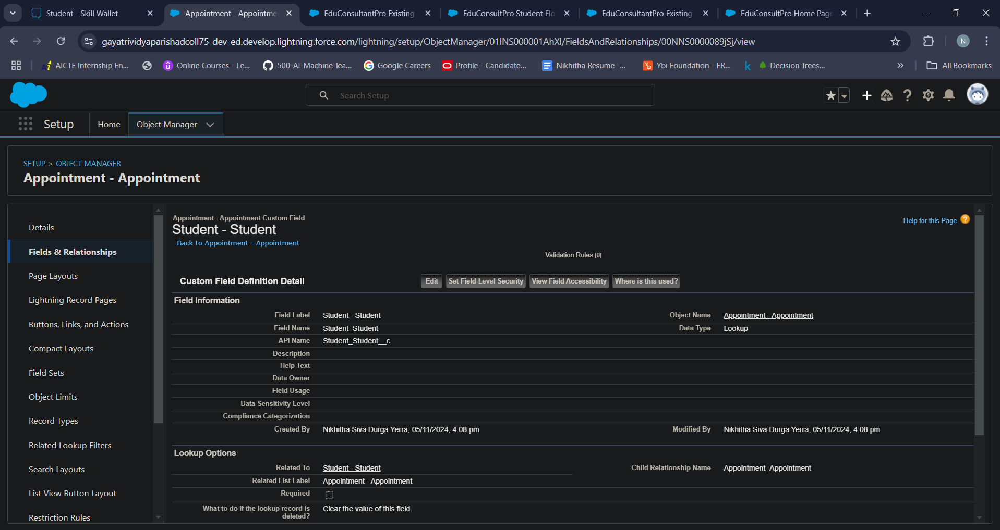 Student - Skill Wallet
Appointment - Appointme
EduConsultantPro Existing
EduConsultPro Student Flo
EduConsultantPro Existing
EduConsultPro Home Page
gayatrividyaparishadcoll75-dev-ed.develop.lightning.force.com/lightning/setup/ObjectManager/01INS000001AhXl/FieldsAndRelationships/00NNS0000089jSj/view
N
AICTE Internship En...
Online Courses - Le...
500-AI-Machine-lea...
Google Careers
Profile - Candidate...
Nikhitha Resume -...
Ybi Foundation - FR...
k
Decision Trees...
All Bookmarks
Search Setup
Setup
Home
Object Manager
SETUP > OBJECT MANAGER
Appointment - Appointment
Details
Fields & Relationships
Page Layouts
Lightning Record Pages
Buttons, Links, and Actions
Compact Layouts
Field Sets
Object Limits
Record Types
Related Lookup Filters
Search Layouts
List View Button Layout
Restriction Rules
Appointment - Appointment Custom Field
Student - Student
Back to Appointment - Appointment
Help for this Page
Validation Rules [0]
Custom Field Definition Detail
Edit
Set Field-Level Security
View Field Accessibility
Where is this used?
Field Information
Field Label Student - Student
Object Name Appointment - Appointment
Field Name Student_Student
Data Type Lookup
API Name Student_Student__c
Description
Help Text
Data Owner
Field Usage
Data Sensitivity Level
Compliance Categorization
Created By Nikhitha Siva Durga Yerra, 05/11/2024, 4:08 pm
Modified By Nikhitha Siva Durga Yerra, 05/11/2024, 4:08 pm
Lookup Options
Related To Student - Student
Child Relationship Name Appointment_Appointment
Related List Label Appointment - Appointment
Required
What to do if the lookup record is deleted? Clear the value of this field.